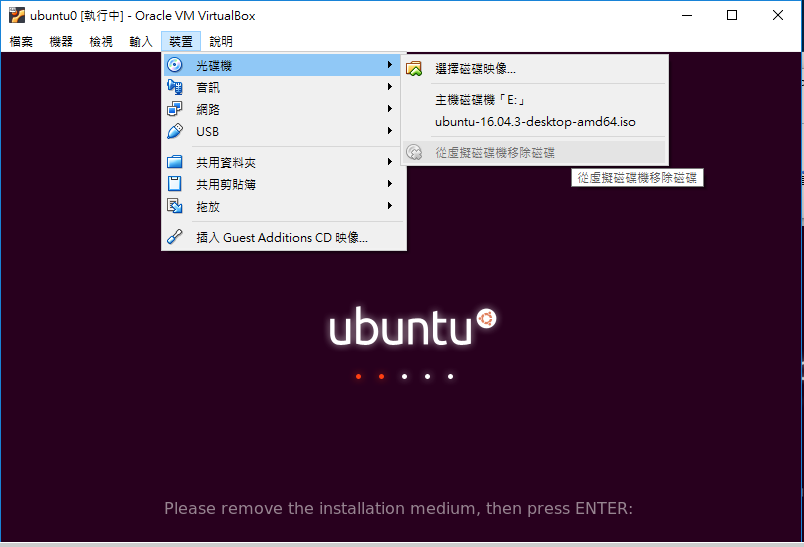 ubuntu0 [執行中] - Oracle VM VirtualBox
檔案 機器 檢視 輸入 裝置 說明
光碟機
音訊
網路
USB
共用資料夾
共用剪貼簿
拖放
插入 Guest Additions CD 映像...
選擇磁碟映像...
主機磁碟機「E:」
ubuntu-16.04.3-desktop-amd64.iso
從虛擬磁碟機移除磁碟
從虛擬磁碟機移除磁碟
ubuntu
Please remove the installation medium, then press ENTER: